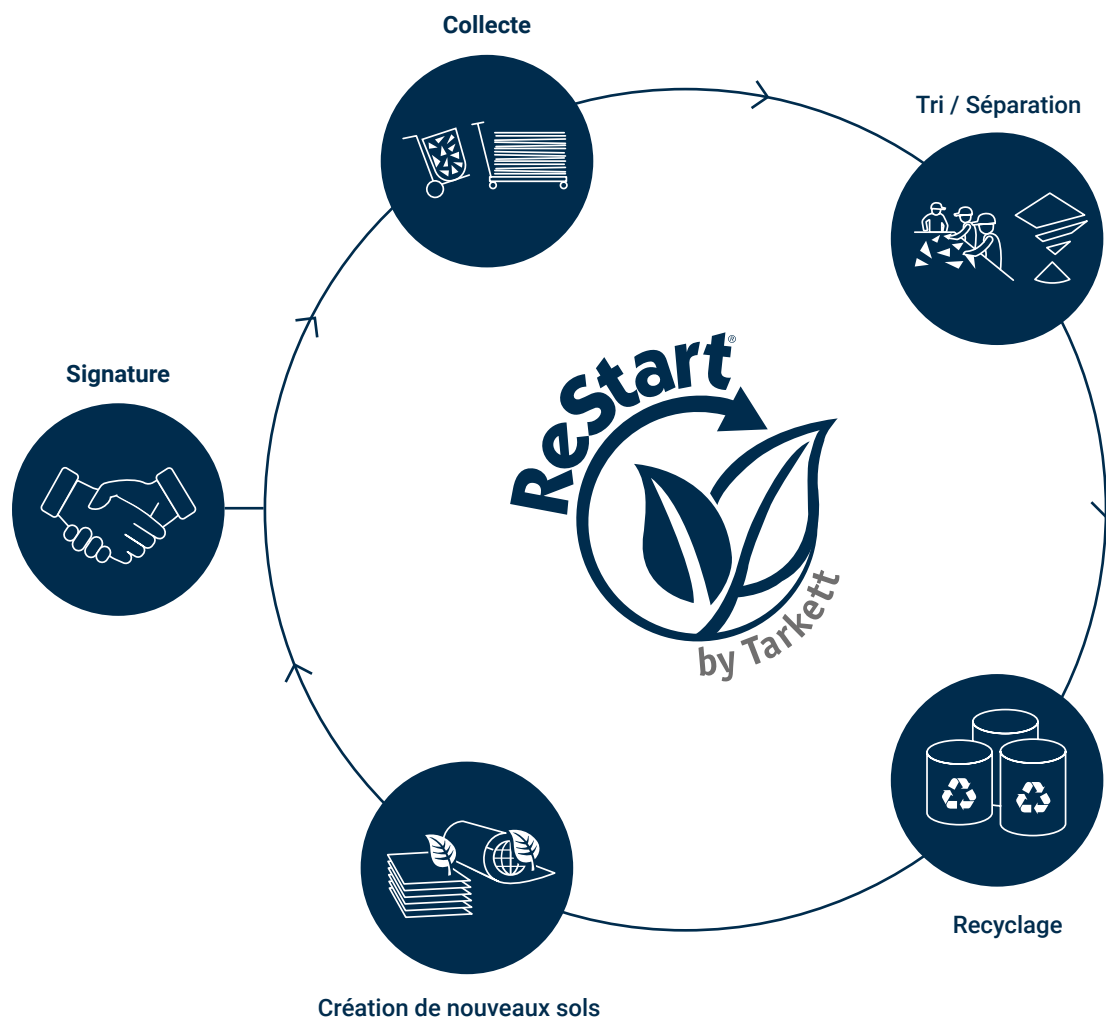 Collecte
Tri / Séparation
Signature
ReStart®
by Tarkett
Recyclage
Création de nouveaux sols